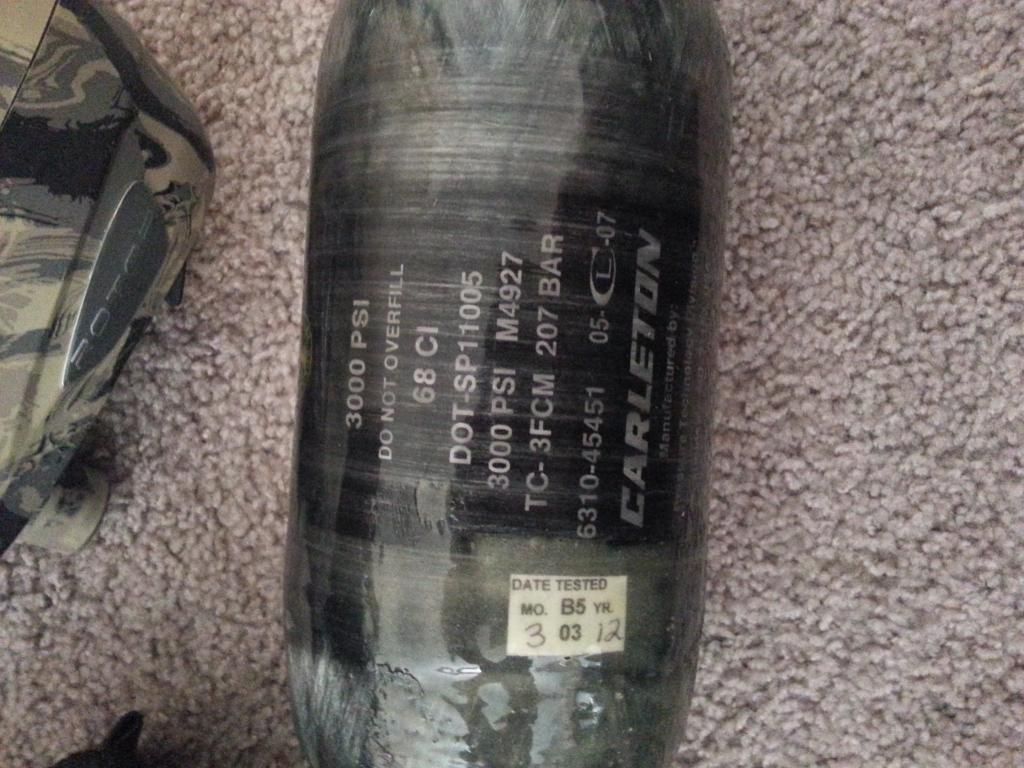 3000 PSI
DO NOT OVERFILL
68 CI
DOT-SP11005
3000 PSI M4927
TC-3FCM 207 BAR
6310-45451 05-L-07
CARLETON
Manufactured by:
DATE TESTED
MO. B5 YR.
3 03 12